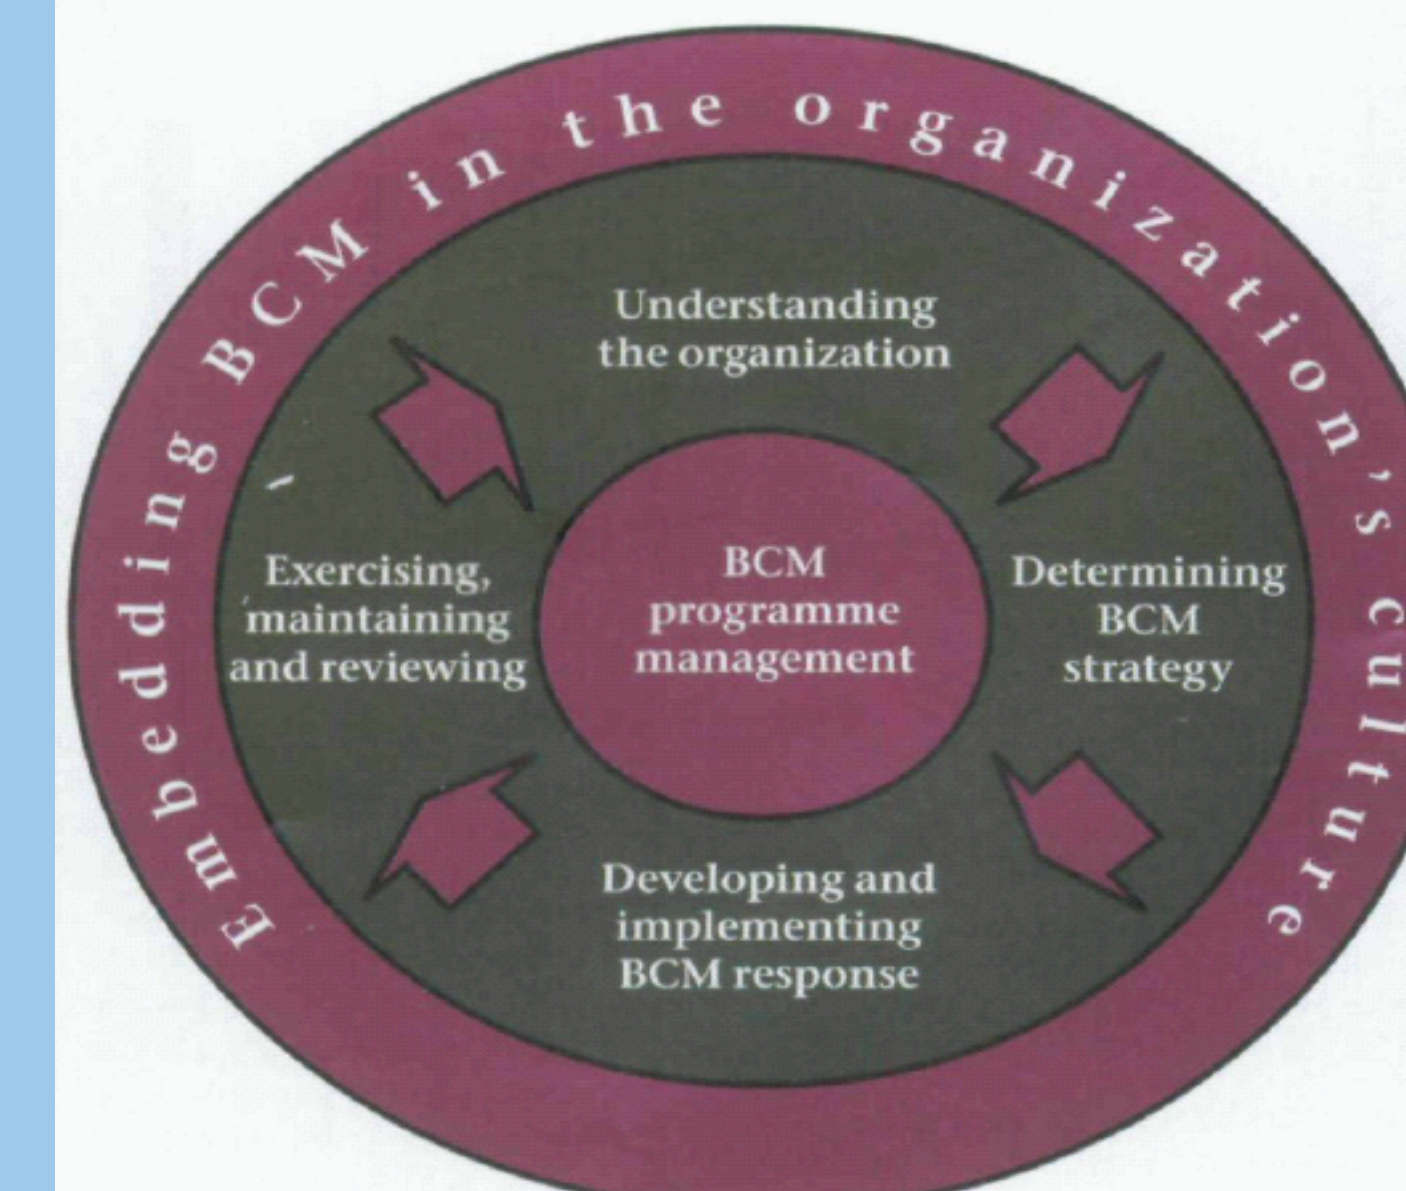 Embedding BCM in the organization's culture
Understanding
the organization
Determining
BCM
strategy
Developing and
implementing
BCM response
Exercising,
maintaining
and reviewing
BCM
programme
management